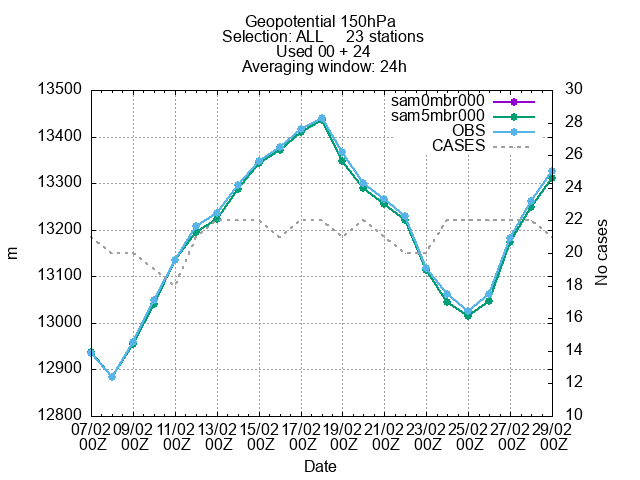 Geopotential 150hPa
Selection: ALL     23 stations
Used 00 + 24
Averaging window: 24h
13500
13400
13300
13200
13100
13000
12900
12800
m
sam0mbr000
sam5mbr000
OBS
CASES
30
28
26
24
22
20
18
16
14
12
10
No cases
07/02 09/02 11/02 13/02 15/02 17/02 19/02 21/02 23/02 25/02 27/02 29/02
00Z 00Z 00Z 00Z 00Z 00Z 00Z 00Z 00Z 00Z 00Z 00Z
Date